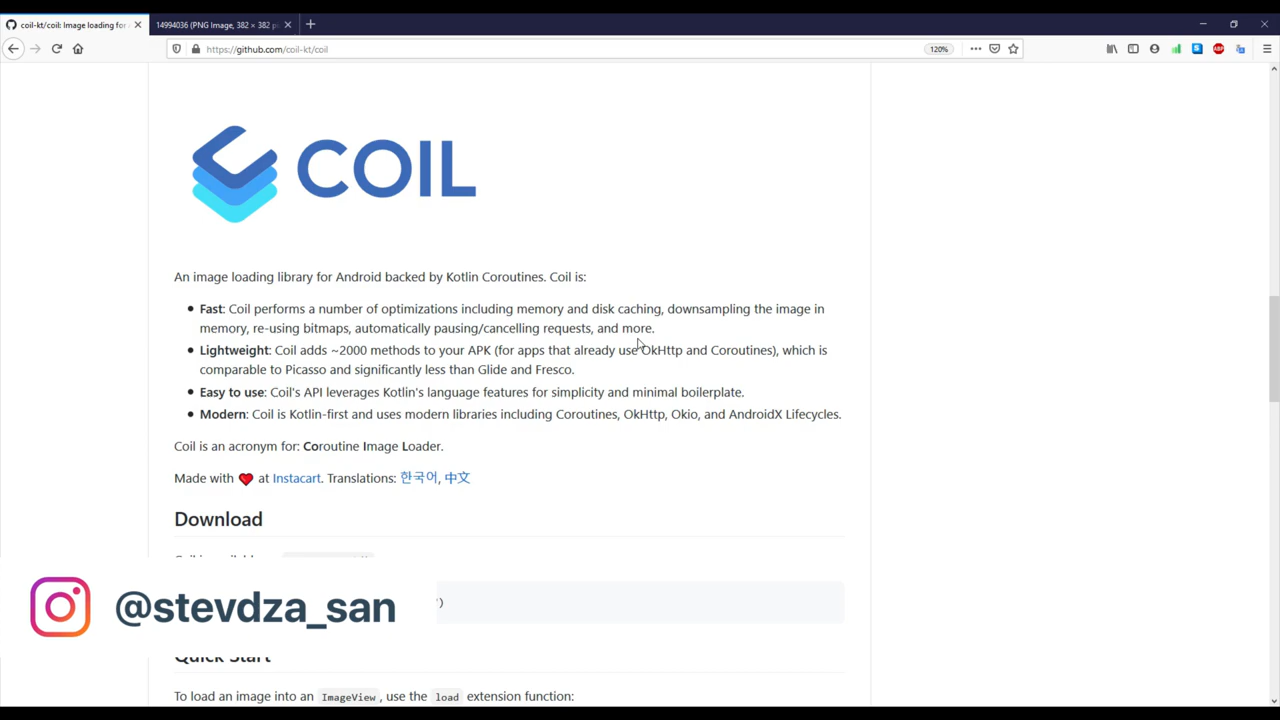 coil-kt/coil: Image loading for
14994036 (PNG Image, 382 × 382 p
https://github.com/coil-kt/coil
120%
COIL
An image loading library for Android backed by Kotlin Coroutines. Coil is:
Fast: Coil performs a number of optimizations including memory and disk caching, downsampling the image in
memory, re-using bitmaps, automatically pausing/cancelling requests, and more.
Lightweight: Coil adds ~2000 methods to your APK (for apps that already use OkHttp and Coroutines), which is
comparable to Picasso and significantly less than Glide and Fresco.
Easy to use: Coil's API leverages Kotlin's language features for simplicity and minimal boilerplate.
Modern: Coil is Kotlin-first and uses modern libraries including Coroutines, OkHttp, Okio, and AndroidX Lifecycles.
Coil is an acronym for: Coroutine Image Loader.
Made with ❤ at Instacart. Translations: 한국어, 中文
Download
")
@stevdza_san
Quick Start
To load an image into an ImageView, use the load extension function: